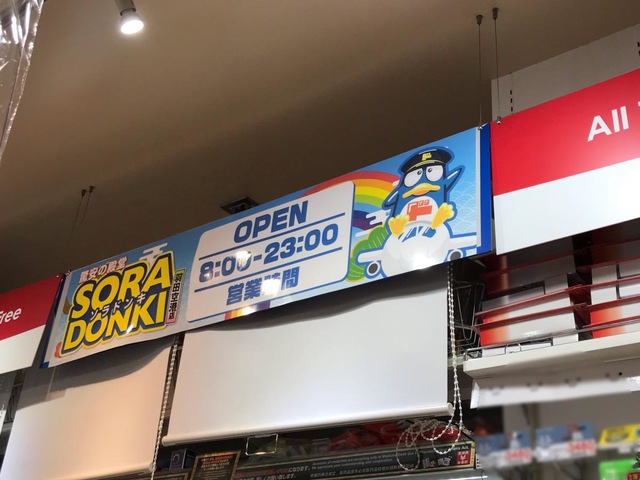 驚安の殿堂
SORA
ソラドンキ
DONKI
羽田空港店
OPEN
8:00-23:00
営業時間
All
Free